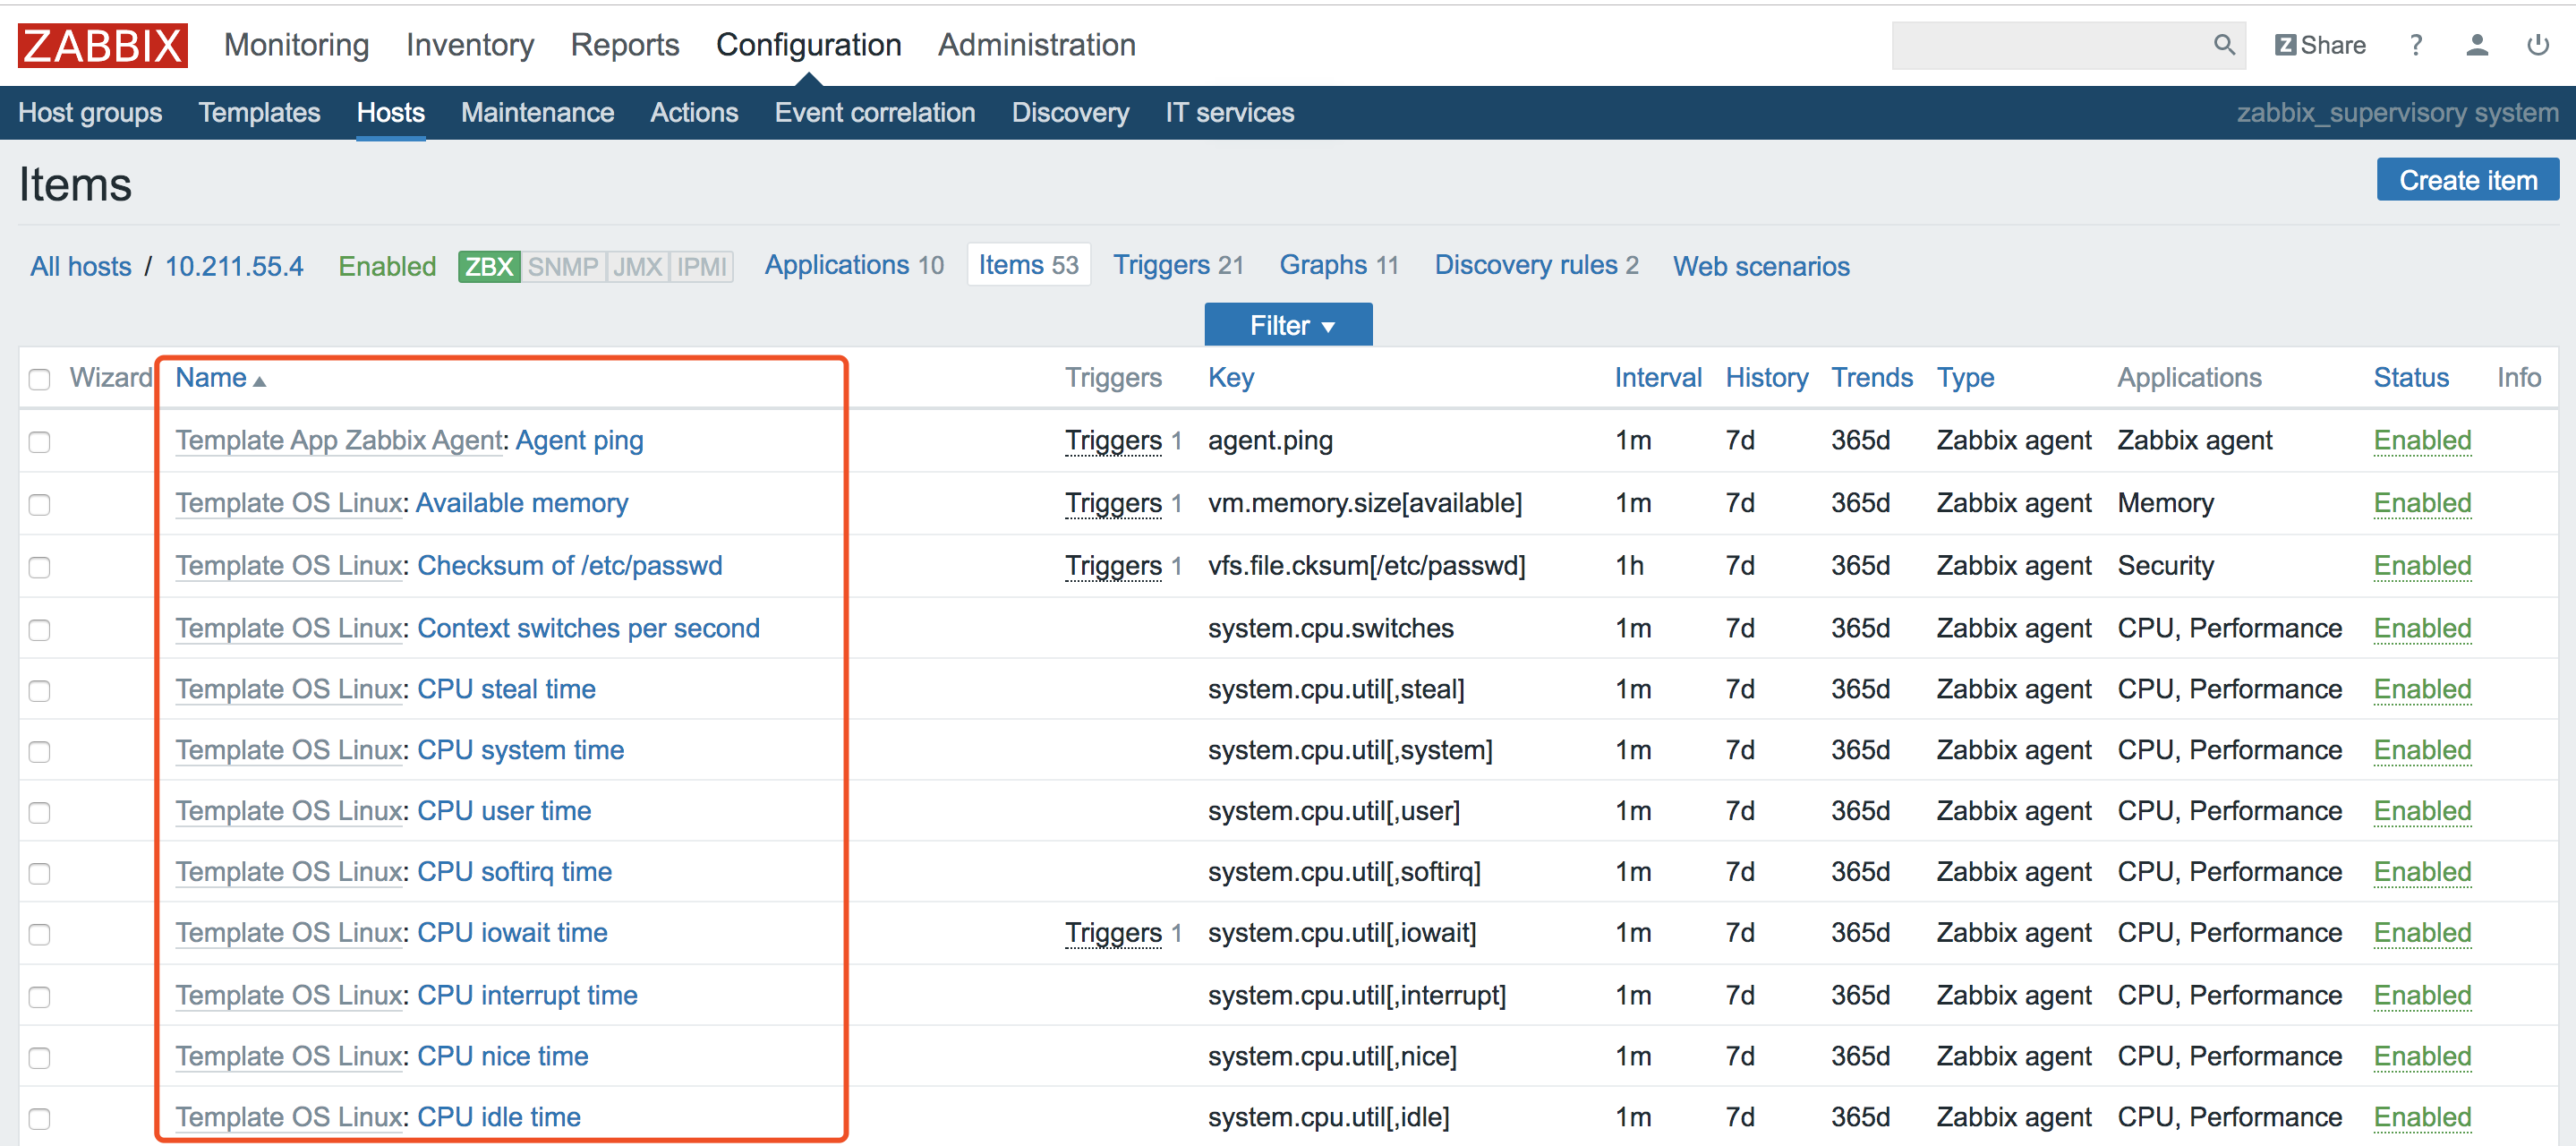 ZABBIX Monitoring Inventory Reports Configuration Administration Z Share ?
Host groups Templates Hosts Maintenance Actions Event correlation Discovery IT services zabbix_supervisory system
Items Create item
All hosts / 10.211.55.4 Enabled ZBX SNMP JMX IPMI Applications 10 Items 53 Triggers 21 Graphs 11 Discovery rules 2 Web scenarios
Filter ▼
Wizard Name ▲ Triggers Key Interval History Trends Type Applications Status Info
Template App Zabbix Agent: Agent ping Triggers 1 agent.ping 1m 7d 365d Zabbix agent Zabbix agent Enabled
Template OS Linux: Available memory Triggers 1 vm.memory.size[available] 1m 7d 365d Zabbix agent Memory Enabled
Template OS Linux: Checksum of /etc/passwd Triggers 1 vfs.file.cksum[/etc/passwd] 1h 7d 365d Zabbix agent Security Enabled
Template OS Linux: Context switches per second system.cpu.switches 1m 7d 365d Zabbix agent CPU, Performance Enabled
Template OS Linux: CPU steal time system.cpu.util[,steal] 1m 7d 365d Zabbix agent CPU, Performance Enabled
Template OS Linux: CPU system time system.cpu.util[,system] 1m 7d 365d Zabbix agent CPU, Performance Enabled
Template OS Linux: CPU user time system.cpu.util[,user] 1m 7d 365d Zabbix agent CPU, Performance Enabled
Template OS Linux: CPU softirq time system.cpu.util[,softirq] 1m 7d 365d Zabbix agent CPU, Performance Enabled
Template OS Linux: CPU iowait time Triggers 1 system.cpu.util[,iowait] 1m 7d 365d Zabbix agent CPU, Performance Enabled
Template OS Linux: CPU interrupt time system.cpu.util[,interrupt] 1m 7d 365d Zabbix agent CPU, Performance Enabled
Template OS Linux: CPU nice time system.cpu.util[,nice] 1m 7d 365d Zabbix agent CPU, Performance Enabled
Template OS Linux: CPU idle time system.cpu.util[,idle] 1m 7d 365d Zabbix agent CPU, Performance Enabled